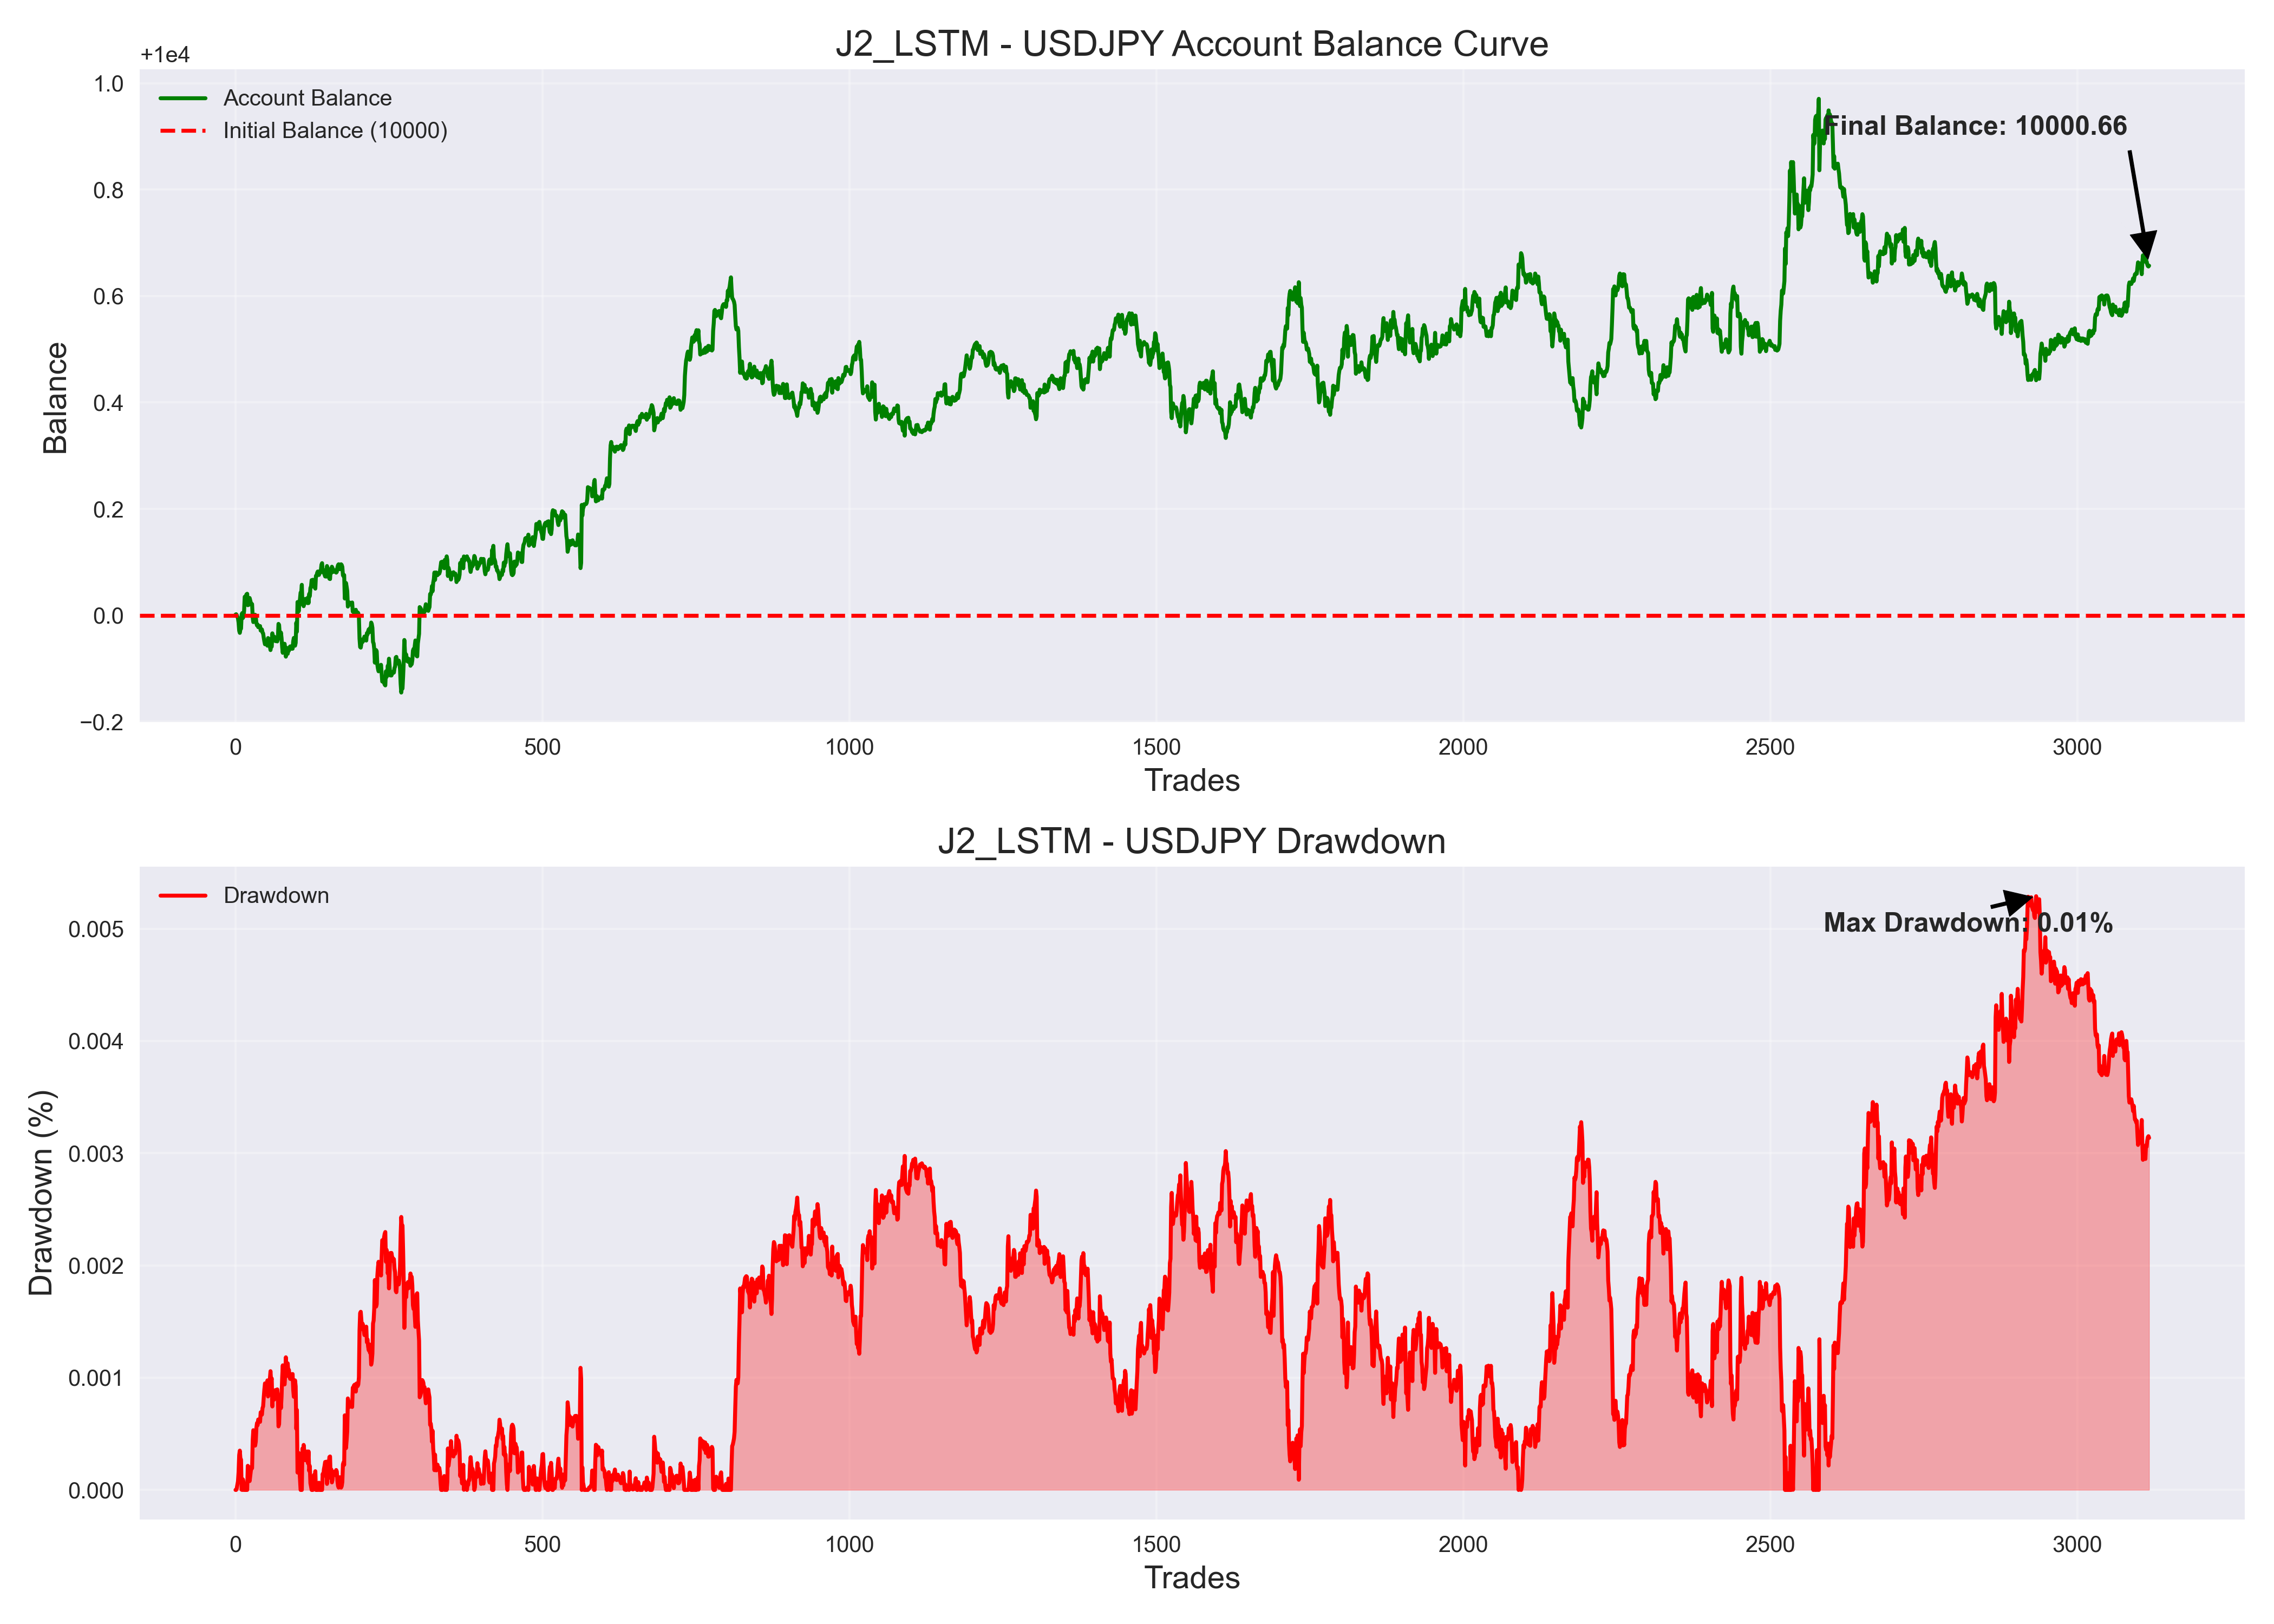 J2_LSTM - USDJPY Account Balance Curve
+1e4
1.0
0.8
0.6
0.4
0.2
0.0
−0.2
Balance
Account Balance
Initial Balance (10000)
Final Balance: 10000.66
0 500 1000 1500 2000 2500 3000
Trades
J2_LSTM - USDJPY Drawdown
0.005
0.004
0.003
0.002
0.001
0.000
Drawdown (%)
Drawdown
Max Drawdown: 0.01%
0 500 1000 1500 2000 2500 3000
Trades